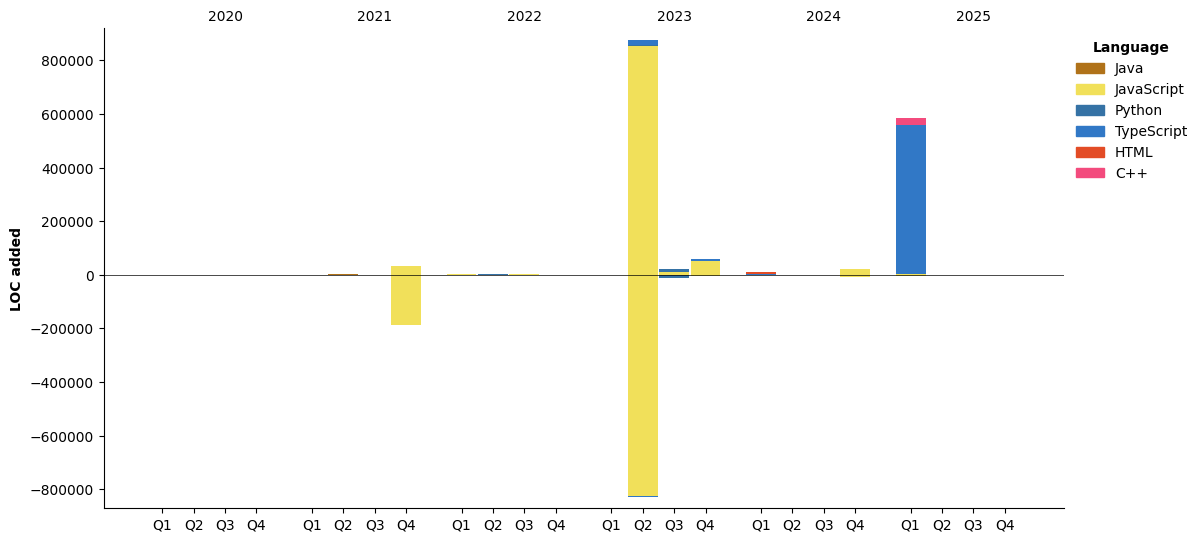 2020 2021 2022 2023 2024 2025
Language
Java
JavaScript
Python
TypeScript
HTML
C++
LOC added
800000
600000
400000
200000
0
−200000
−400000
−600000
−800000
Q1 Q2 Q3 Q4 Q1 Q2 Q3 Q4 Q1 Q2 Q3 Q4 Q1 Q2 Q3 Q4 Q1 Q2 Q3 Q4 Q1 Q2 Q3 Q4